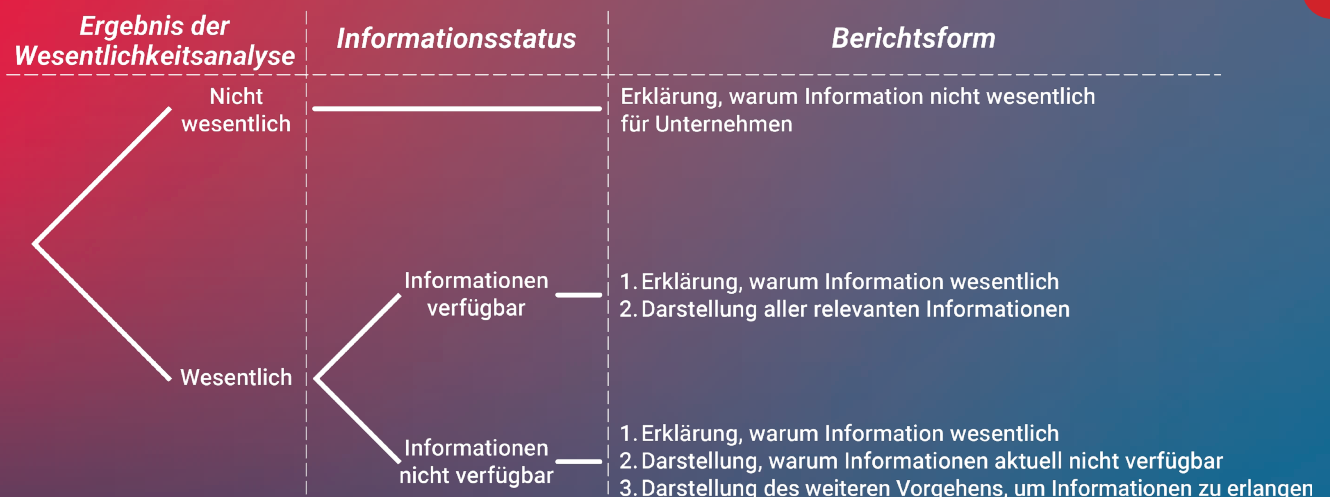 Ergebnis der
Wesentlichkeitsanalyse
Informationsstatus
Berichtsform
Nicht
wesentlich
Erklärung, warum Information nicht wesentlich
für Unternehmen
Informationen
verfügbar
1. Erklärung, warum Information wesentlich
2. Darstellung aller relevanten Informationen
Wesentlich
Informationen
nicht verfügbar
1. Erklärung, warum Information wesentlich
2. Darstellung, warum Informationen aktuell nicht verfügbar
3. Darstellung des weiteren Vorgehens, um Informationen zu erlangen